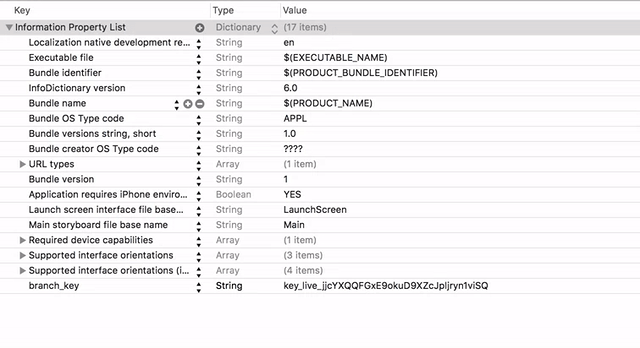 Key Type Value
Information Property List Dictionary (17 items)
Localization native development re... String en
Executable file String $(EXECUTABLE_NAME)
Bundle identifier String $(PRODUCT_BUNDLE_IDENTIFIER)
InfoDictionary version String 6.0
Bundle name String $(PRODUCT_NAME)
Bundle OS Type code String APPL
Bundle versions string, short String 1.0
Bundle creator OS Type code String ????
URL types Array (1 item)
Bundle version String 1
Application requires iPhone enviro... Boolean YES
Launch screen interface file base... String LaunchScreen
Main storyboard file base name String Main
Required device capabilities Array (1 item)
Supported interface orientations Array (3 items)
Supported interface orientations (i... Array (4 items)
branch_key String key_live_jjcYXQQFGxE9okuD9XZcJpljryn1viSQ